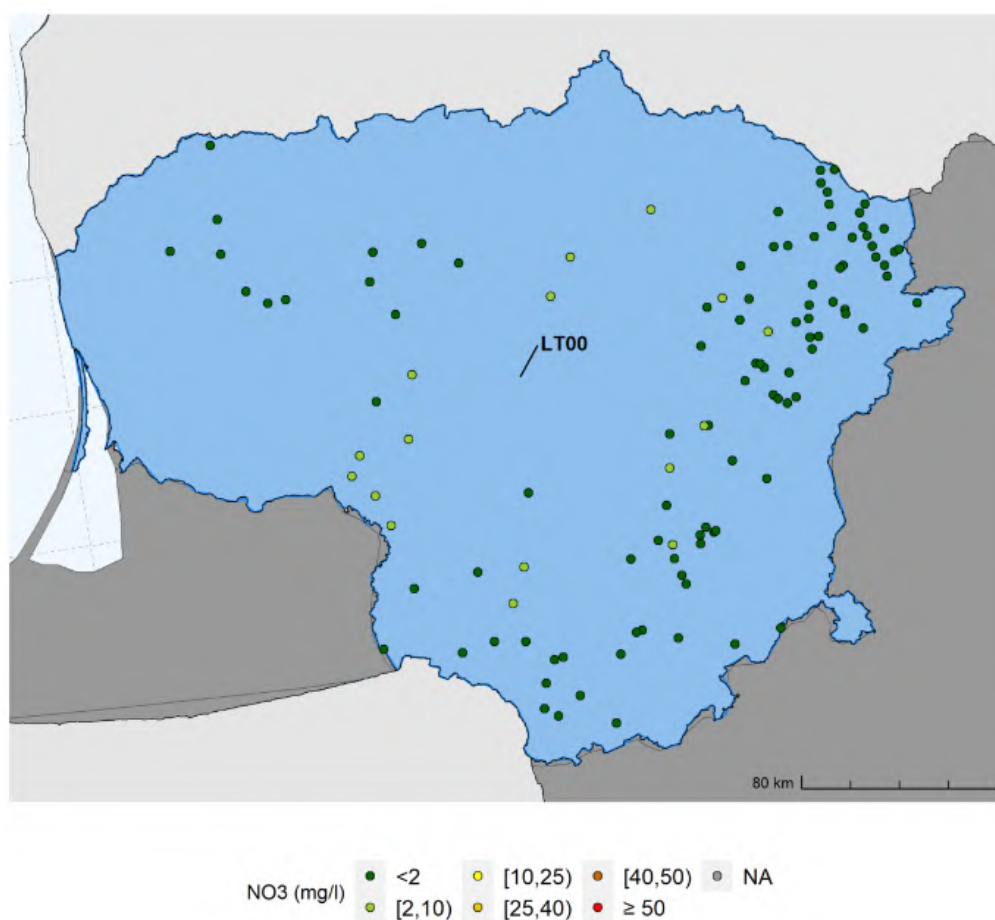 LT00
80 km
NO3 (mg/l)
<2
[10,25)
[40,50)
NA
[2,10)
[25,40)
≥ 50